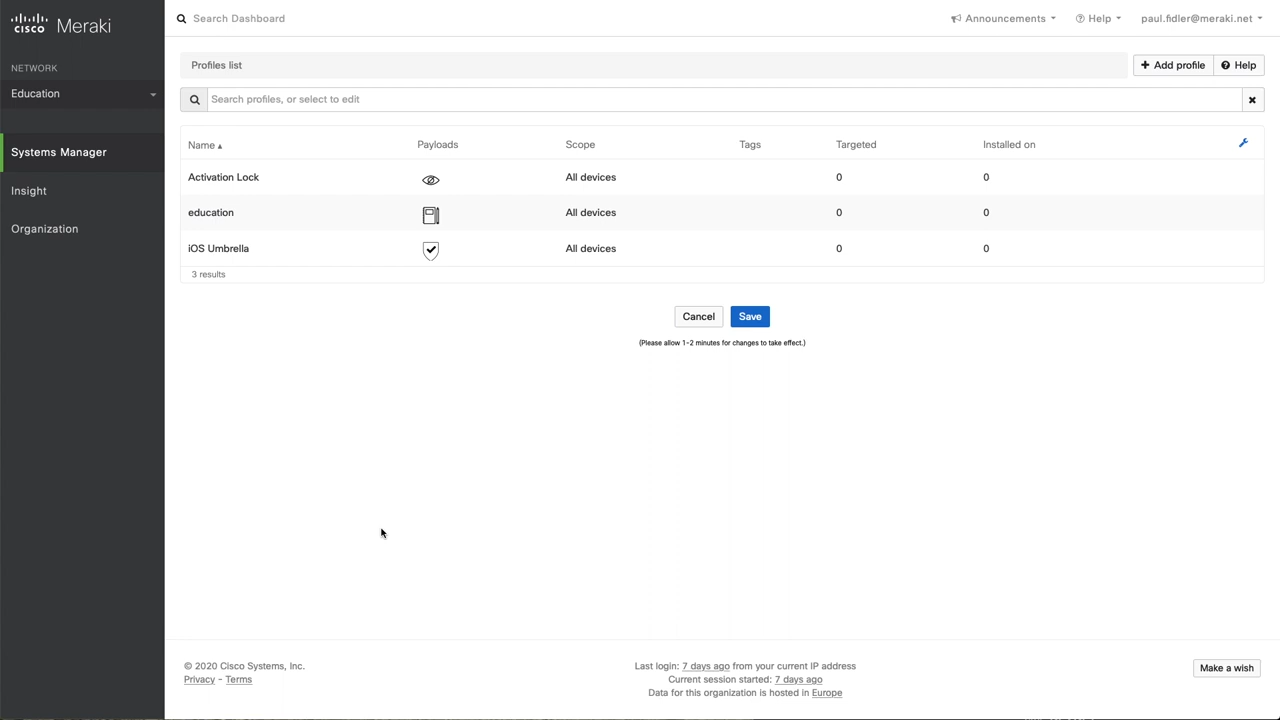 cisco Meraki
Search Dashboard
Announcements
Help
paul.fidler@meraki.net
NETWORK
Education
Systems Manager
Insight
Organization
Profiles list
+ Add profile
Help
Search profiles, or select to edit
Name Payloads Scope Tags Targeted Installed on
Activation Lock All devices 0 0
education All devices 0 0
iOS Umbrella All devices 0 0
3 results
Cancel Save
(Please allow 1-2 minutes for changes to take effect.)
© 2020 Cisco Systems, Inc.
Privacy - Terms
Last login: 7 days ago from your current IP address
Current session started: 7 days ago
Data for this organization is hosted in Europe
Make a wish